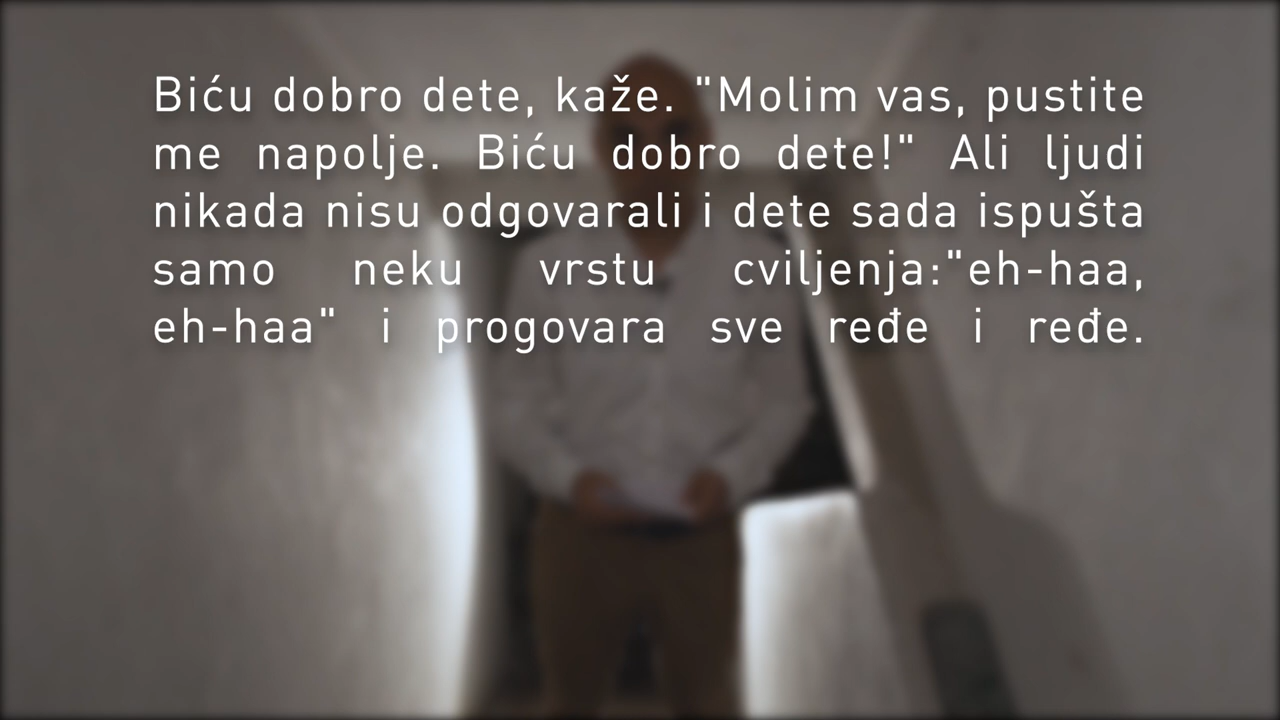 Biću dobro dete, kaže. "Molim vas, pustite
me napolje. Biću dobro dete!" Ali ljudi
nikada nisu odgovarali i dete sada ispušta
samo neku vrstu cviljenja:"eh-haa,
eh-haa" i progovara sve ređe i ređe.